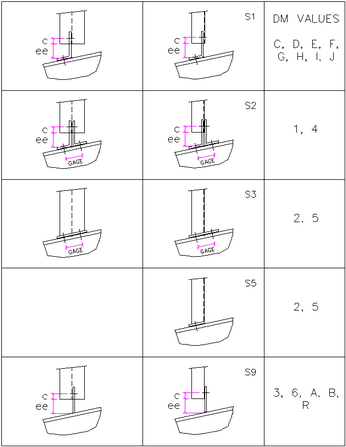 S1
DM VALUES
c
ee
c
ee
C, D, E, F,
G, H, I, J
S2
c
ee
GAGE
c
ee
GAGE
1, 4
S3
GAGE
GAGE
2, 5
S5
2, 5
S9
c
ee
c
ee
3, 6, A, B,
R